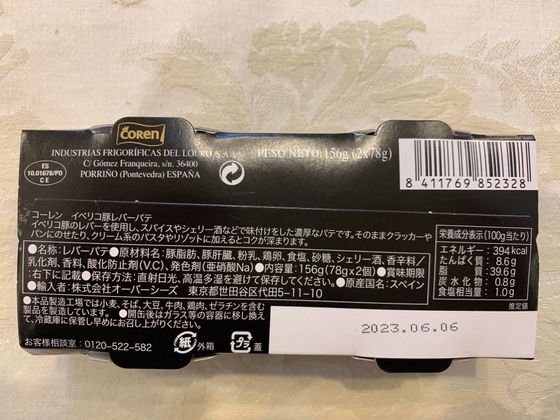 COREN
INDUSTRIAS FRIGORÍFICAS DEL LOURO, S.A.
C/ Gómez Franqueira, s/n. 36400
PORRIÑO (Pontevedra) ESPAÑA
ES
10.01678/PO
C E
PESO NETO: 156g (2x78g)
8 411769 852328
コーレン イベリコ豚レバーパテ
イベリコ豚のレバーを使用し、スパイスやシェリー酒などで味付けをした濃厚なパテです。そのままクラッカーや
パンにのせたり、クリーム系のパスタやリゾットに加えるとコクが深まります。
●名称:レバーパテ●原材料名:豚脂肪、豚肝臓、粉乳、鶏卵、食塩、砂糖、シェリー酒、香辛料/
乳化剤、香料、酸化防止剤(V.C)、発色剤(亜硝酸Na)●内容量:156g(78g×2個)●賞味期限
:右下に記載●保存方法:直射日光、高温多湿を避けて保存してください。●原産国名:スペイン
●輸入者:株式会社オーバーシーズ 東京都世田谷区代田5-11-10
●本品製造工場では小麦、そば、大豆、牛肉、鶏肉、ゼラチンを含む
製品を製造しています。 ●開缶後はガラス等の容器に移し換え
て、冷蔵庫に保管し早めにお召し上がりください。
お客様相談室:0120-522-582
紙
外箱
プラ
蓋
栄養成分表示(100g当たり)
エネルギー:394kcal
たんぱく質:8.6g
脂質:39.6g
炭水化物:0.8g
食塩相当量:1.0g
推定値
2023.06.06